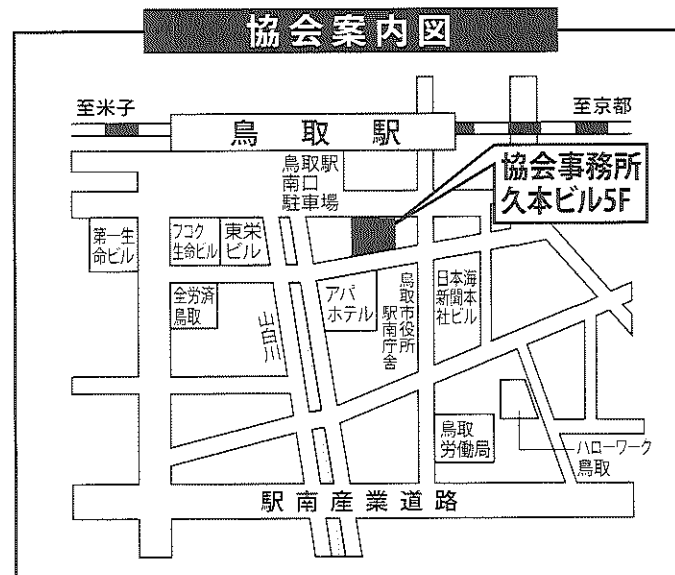 協会案内図
至米子
至京都
鳥取駅
鳥取駅
南口
駐車場
協会事務所
久本ビル5F
第一生
命ビル
フコク
生命ビル
東栄
ビル
全労済
鳥取
山白川
アパ
ホテル
鳥取市役所
駅南庁舎
日本海
新聞本
社ビル
鳥取
労働局
ハローワーク
鳥取
駅南産業道路